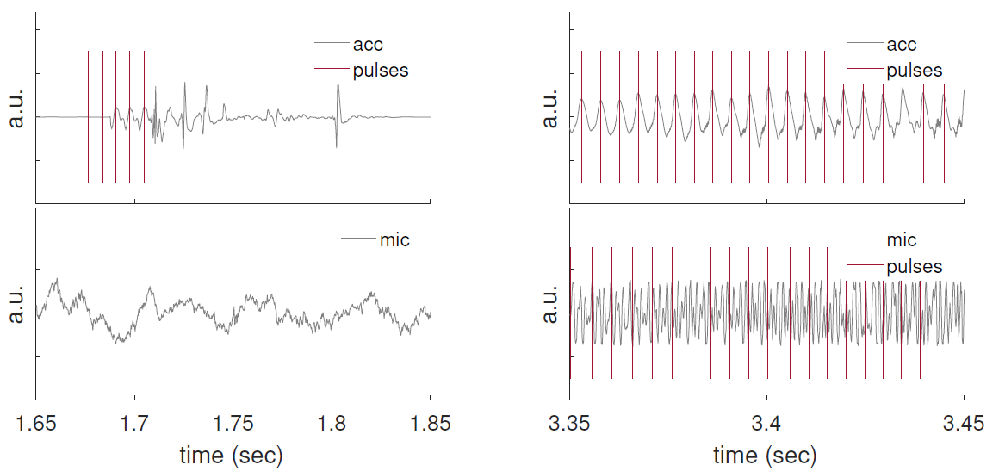 acc
pulses
a.u.
acc
pulses
a.u.
mic
a.u.
1.65 1.7 1.75 1.8 1.85
time (sec)
mic
pulses
a.u.
3.35 3.4 3.45
time (sec)